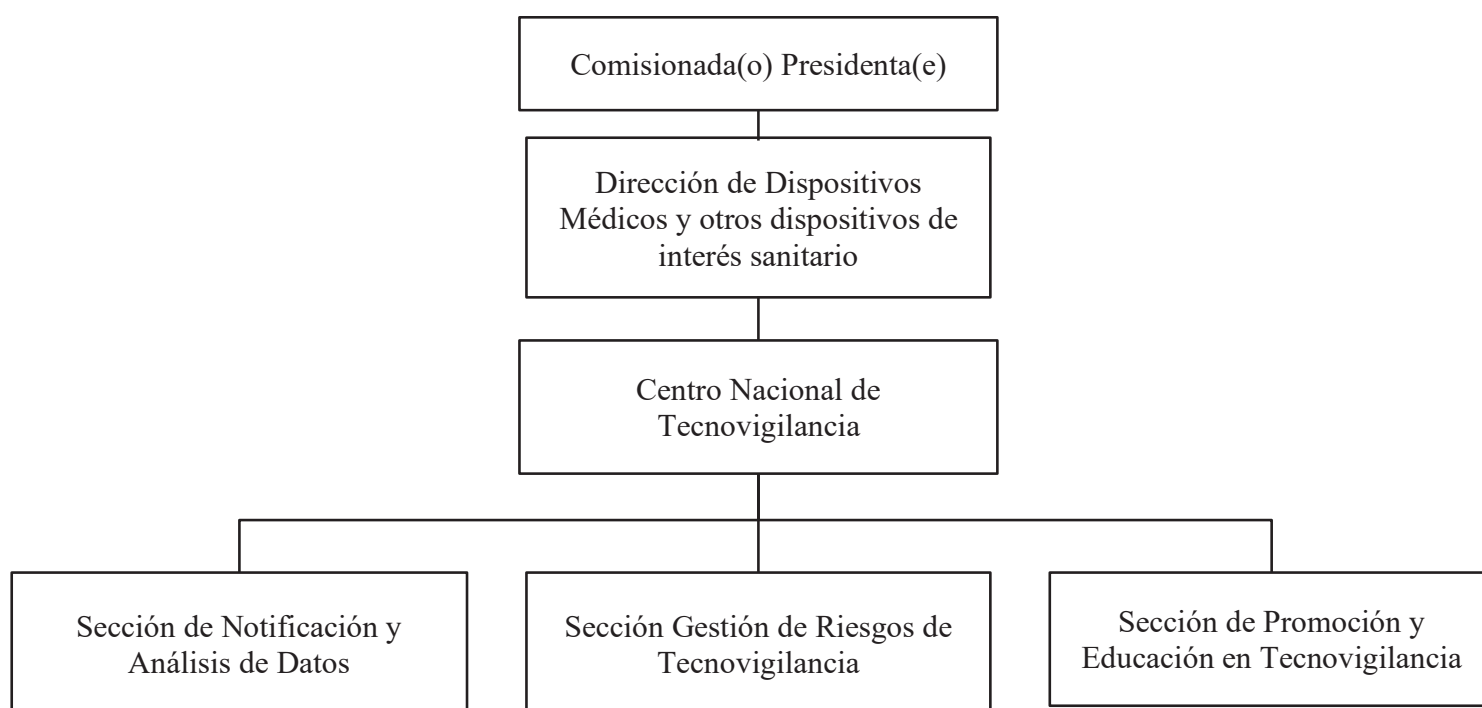 Comisionada(o) Presidenta(e)
Dirección de Dispositivos
Médicos y otros dispositivos de
interés sanitario
Centro Nacional de
Tecnovigilancia
Sección de Notificación y
Análisis de Datos
Sección Gestión de Riesgos de
Tecnovigilancia
Sección de Promoción y
Educación en Tecnovigilancia